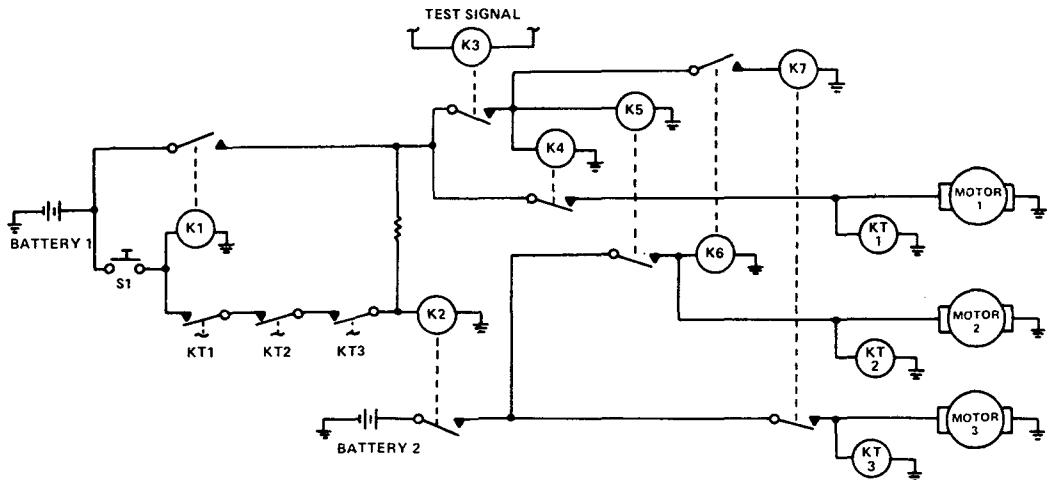 TEST SIGNAL
K3
K7
K5
K4
MOTOR
1
KT
1
K1
BATTERY 1
S1
K6
K2
KT1 KT2 KT3
MOTOR
2
KT
2
BATTERY 2
MOTOR
3
KT
3